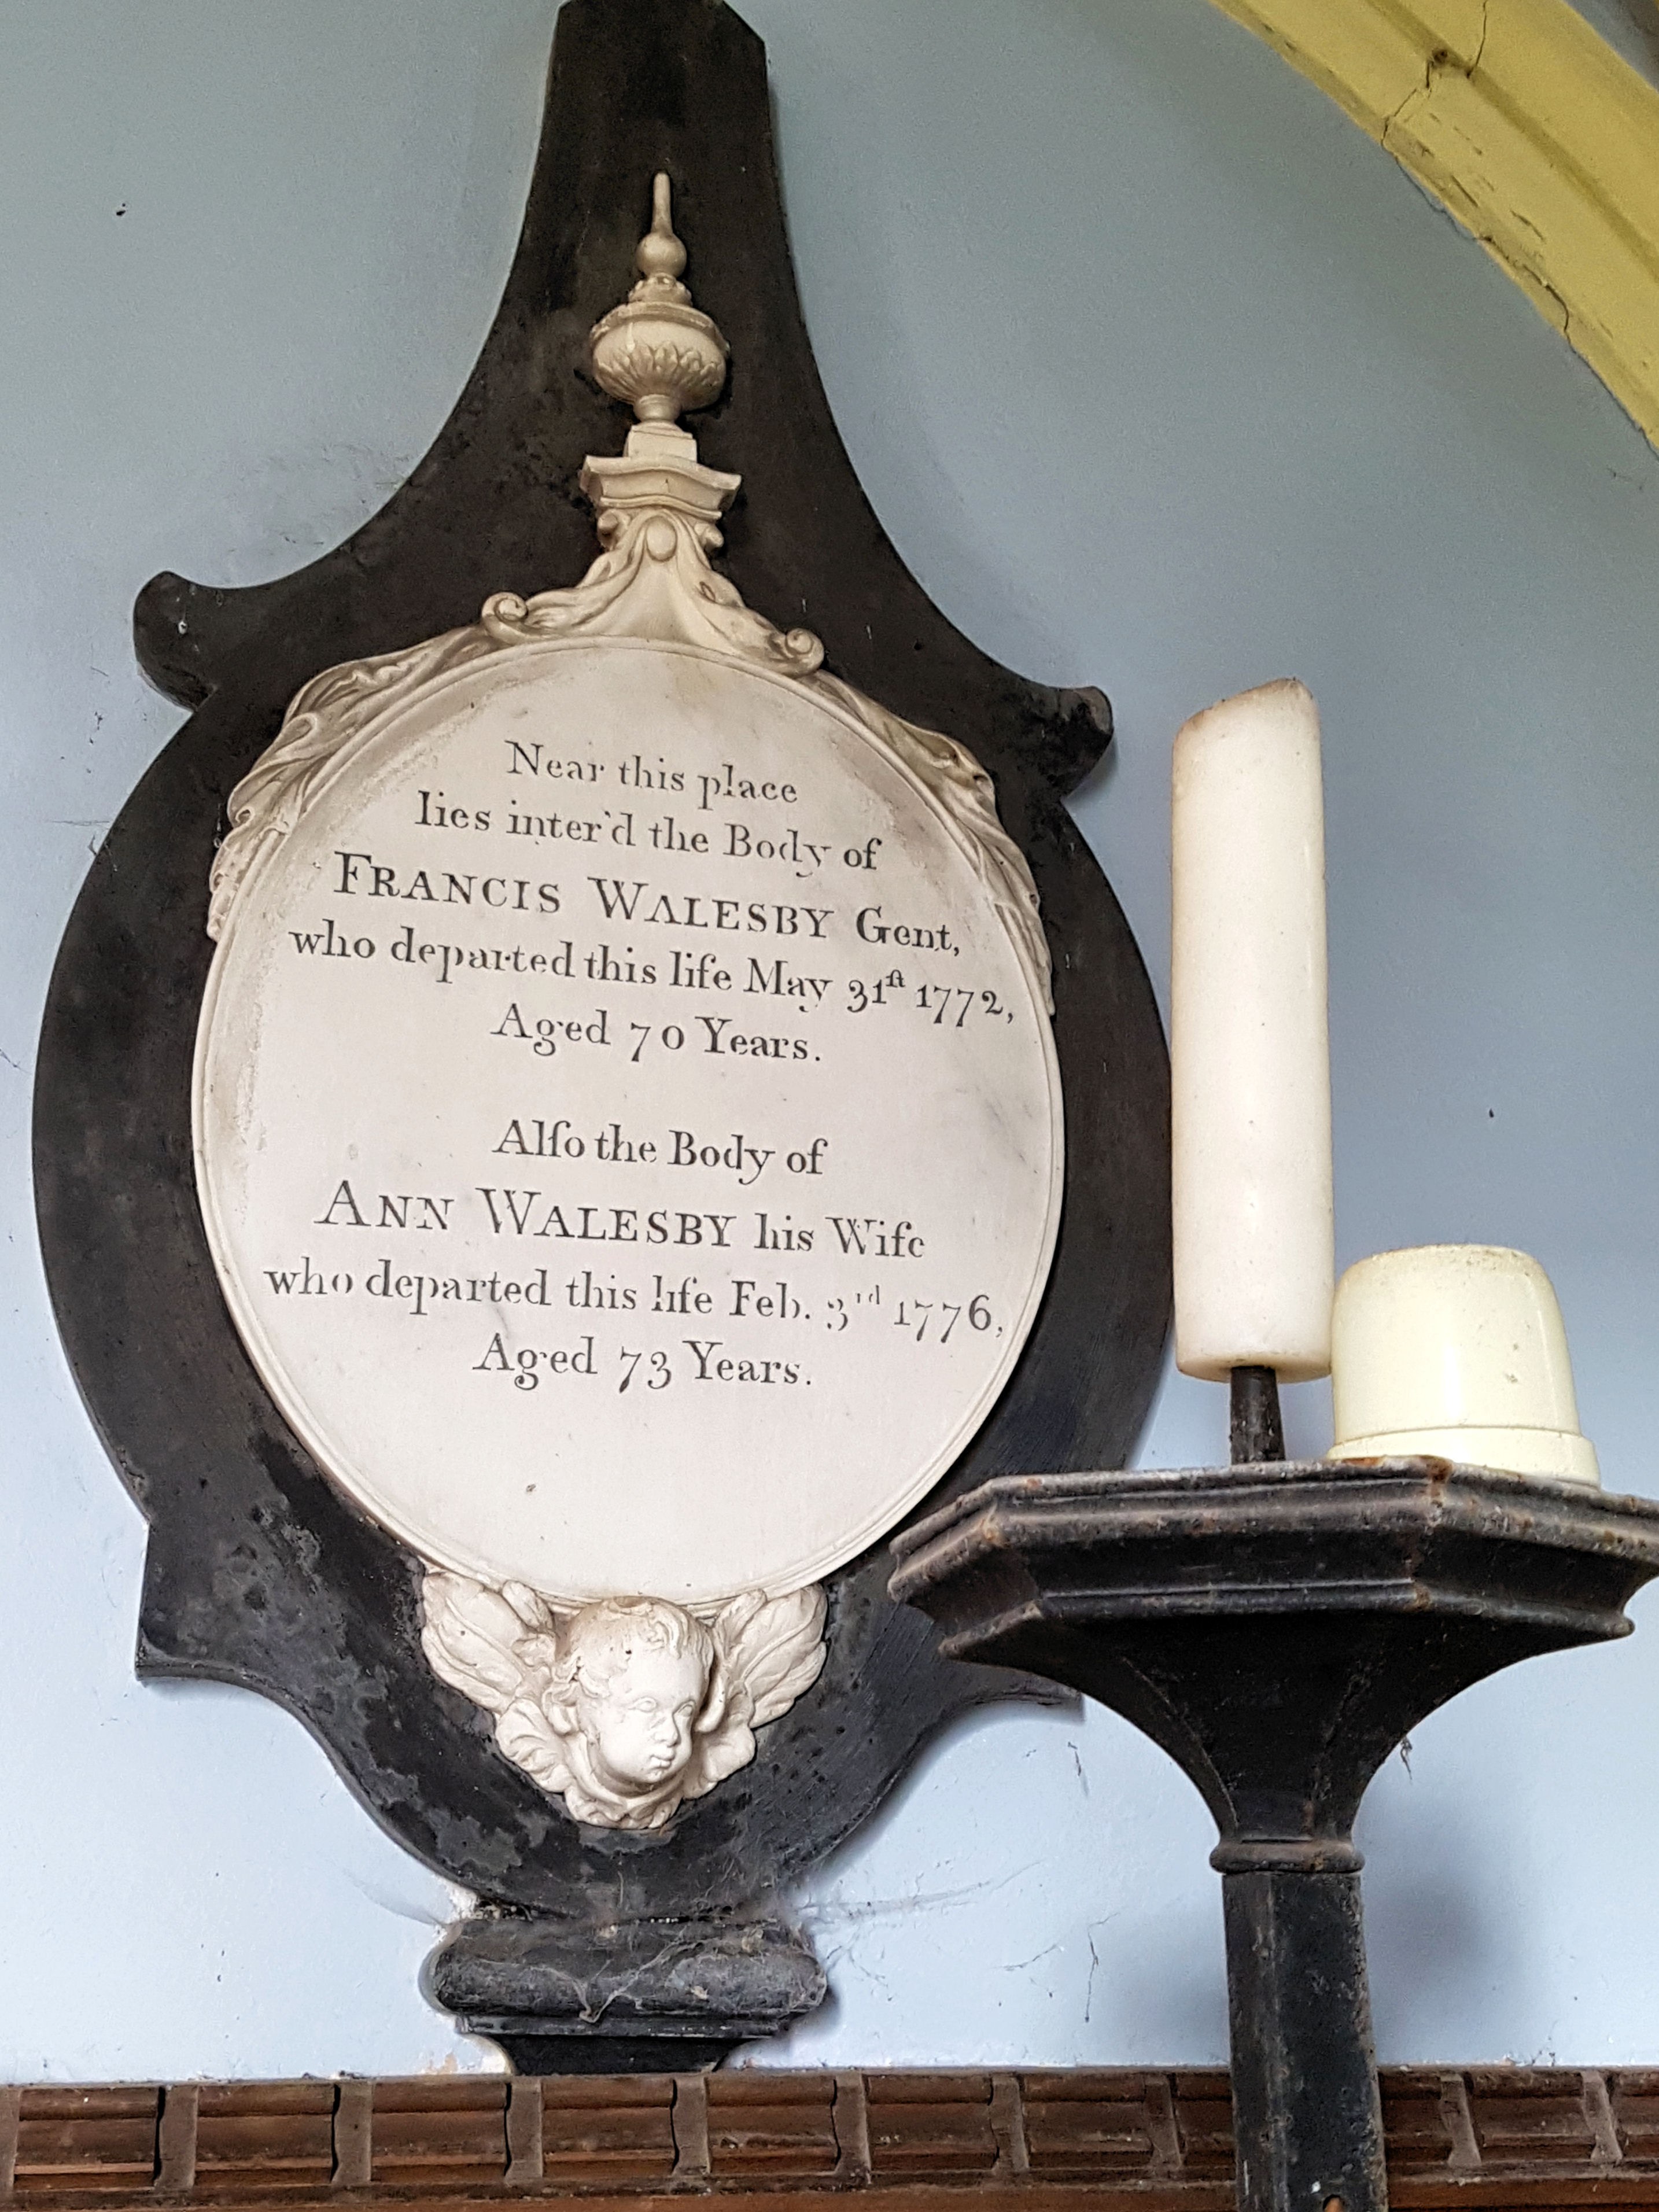 Near this place
lies inter'd the Body of
FRANCIS WALESBY Gent,
who departed this life May 31ſt 1772,
Aged 70 Years.
Alſo the Body of
ANN WALESBY his Wife
who departed this life Feb. 3rd 1776,
Aged 73 Years.